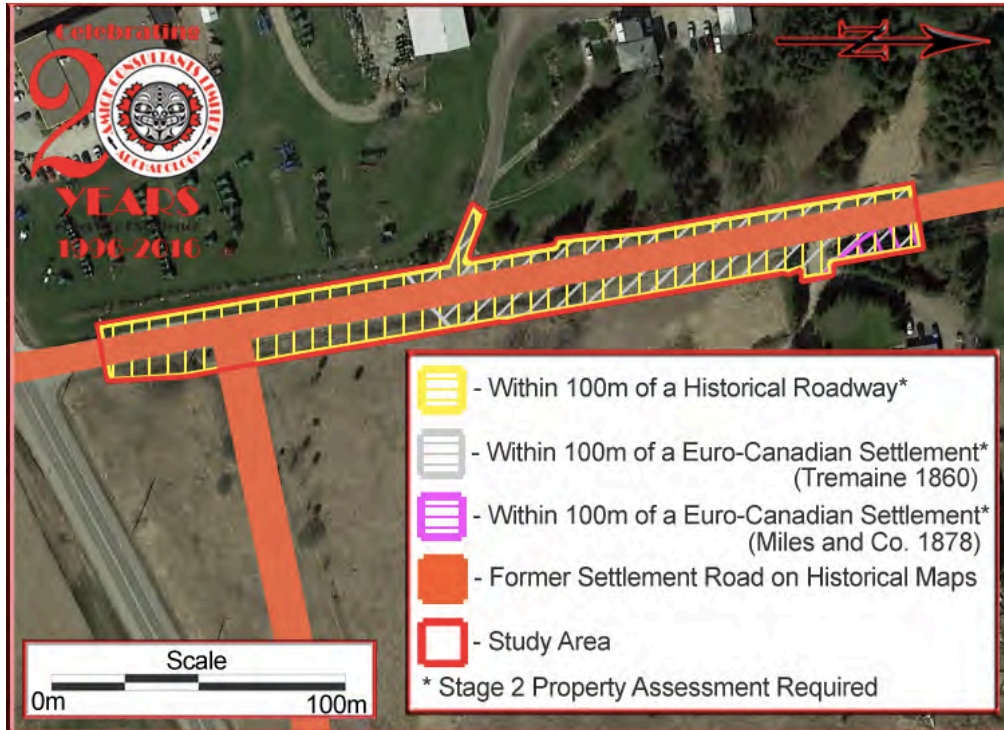 Celebrating
20
AMICK CONSULTANTS LIMITED
ARCHAEOLOGY
YEARS
1996-2016
N
- Within 100m of a Historical Roadway*
- Within 100m of a Euro-Canadian Settlement*
(Tremaine 1860)
- Within 100m of a Euro-Canadian Settlement*
(Miles and Co. 1878)
- Former Settlement Road on Historical Maps
- Study Area
* Stage 2 Property Assessment Required
Scale
0m
100m